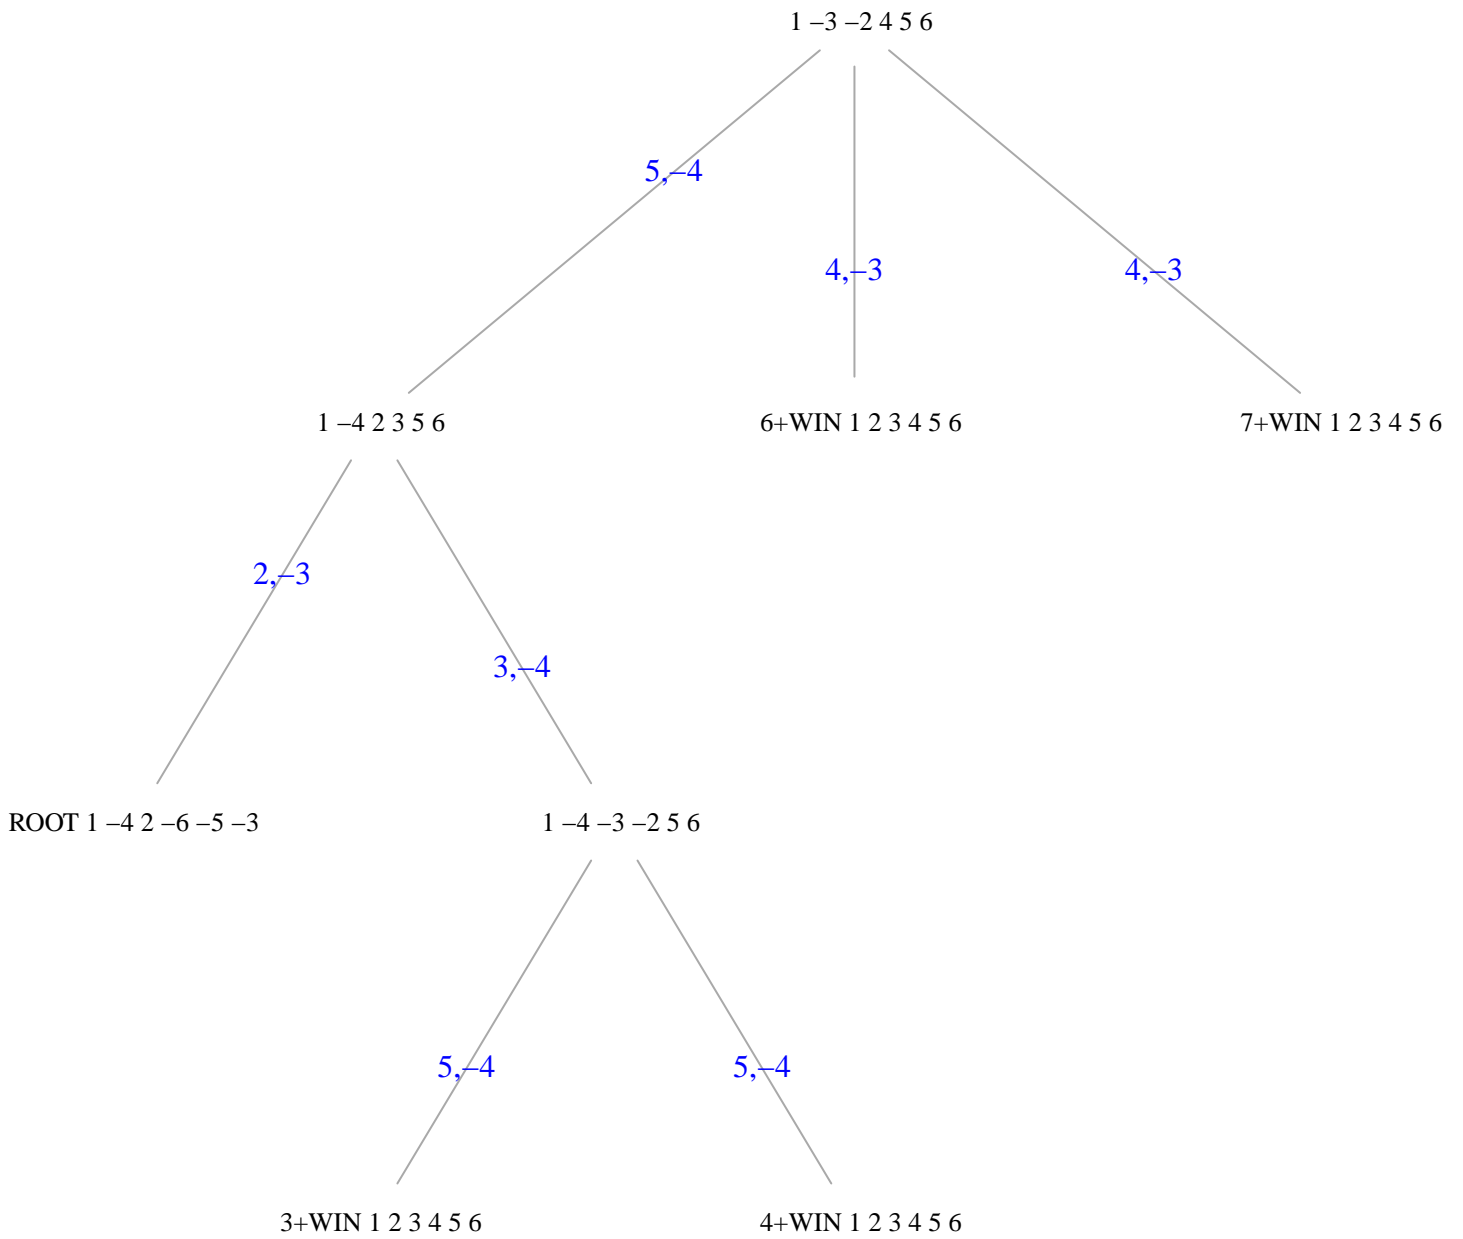 1 –3 –2 4 5 6
5,–4
4,–3
4,–3
1 –4 2 3 5 6
6+WIN 1 2 3 4 5 6
7+WIN 1 2 3 4 5 6
2,–3
3,–4
ROOT 1 –4 2 –6 –5 –3
1 –4 –3 –2 5 6
5,–4
5,–4
3+WIN 1 2 3 4 5 6
4+WIN 1 2 3 4 5 6